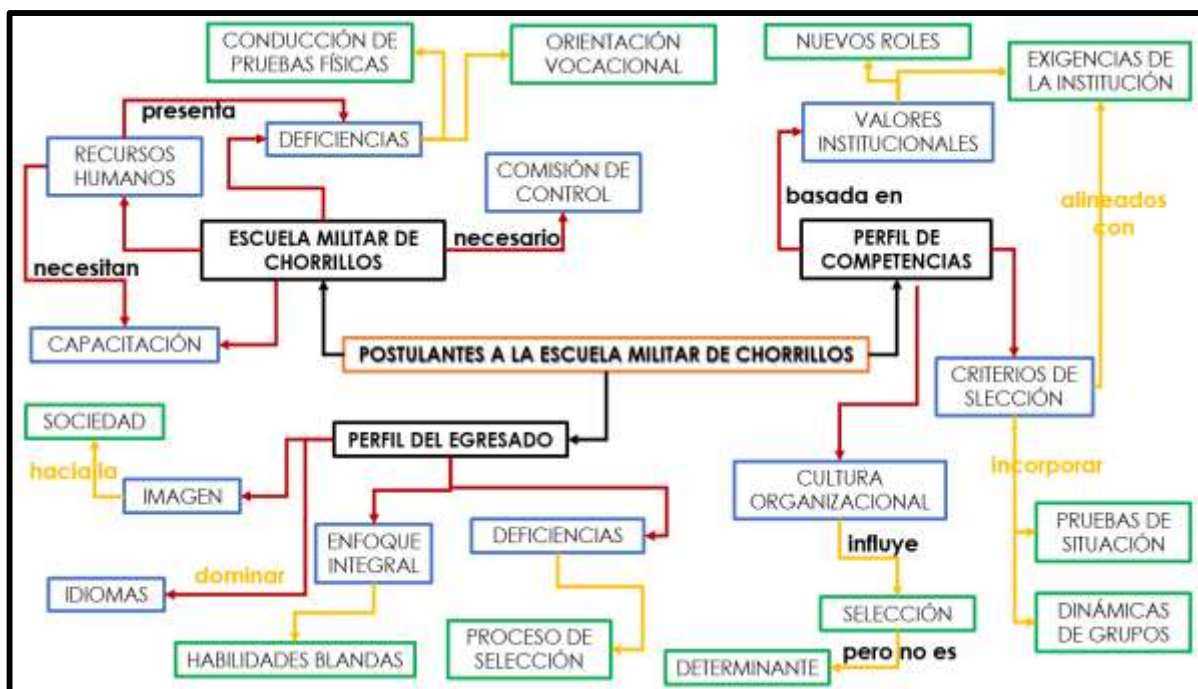 CONDUCCIÓN DE
PRUEBAS FÍSICAS
ORIENTACIÓN
VOCACIONAL
NUEVOS ROLES
EXIGENCIAS DE
LA INSTITUCIÓN
presenta
DEFICIENCIAS
VALORES
INSTITUCIONALES
RECURSOS
HUMANOS
COMISIÓN DE
CONTROL
basada en
alineados
con
ESCUELA MILITAR DE
CHORRILLOS
necesario
PERFIL DE
COMPETENCIAS
necesitan
CAPACITACIÓN
POSTULANTES A LA ESCUELA MILITAR DE CHORRILLOS
CRITERIOS DE
SLECCIÓN
SOCIEDAD
PERFIL DEL EGRESADO
hacia la
IMAGEN
incorporar
CULTURA
ORGANIZACIONAL
ENFOQUE
INTEGRAL
DEFICIENCIAS
PRUEBAS DE
SITUACIÓN
influye
dominar
IDIOMAS
SELECCIÓN
DINÁMICAS
DE GRUPOS
PROCESO DE
SELECCIÓN
HABILIDADES BLANDAS
pero no es
DETERMINANTE